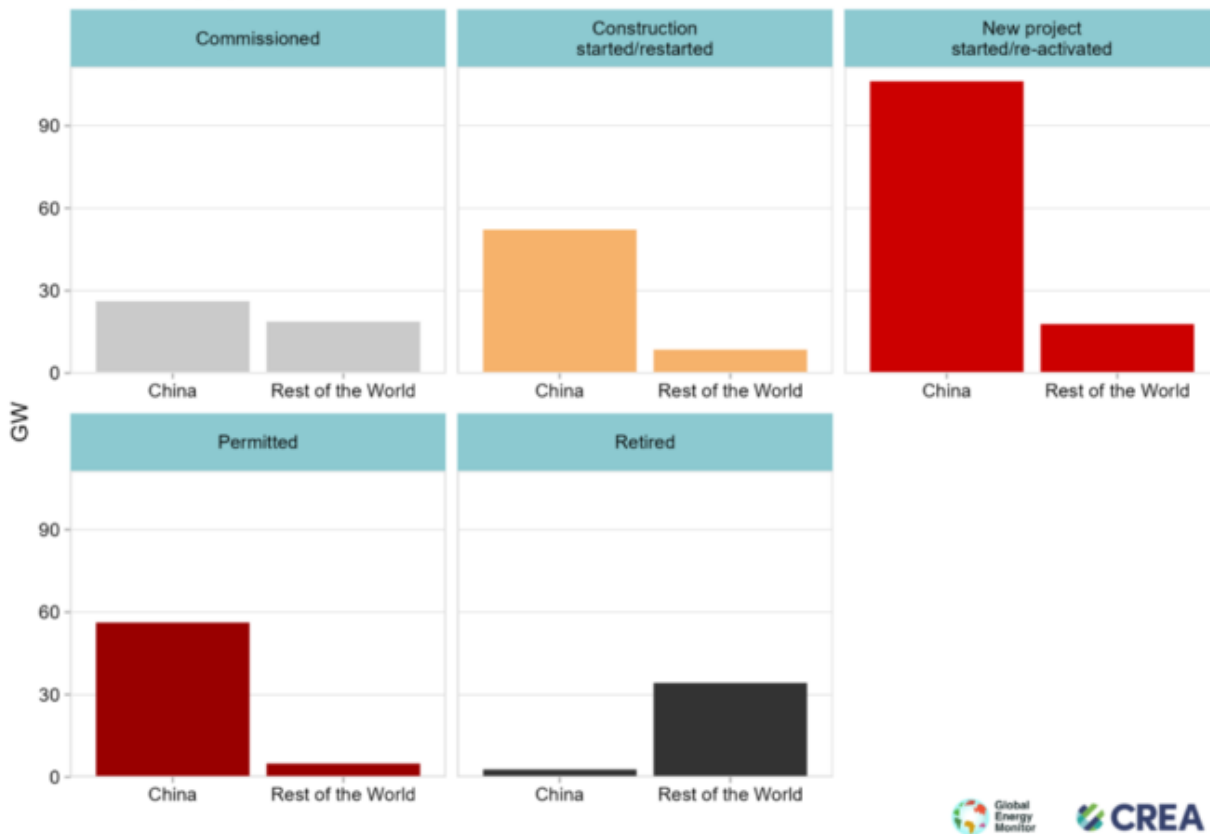 Commissioned
Construction
started/restarted
New project
started/re-activated
90
60
30
0
China
Rest of the World
China
Rest of the World
China
Rest of the World
GW
Permitted
Retired
90
60
30
0
China
Rest of the World
China
Rest of the World
Global
Energy
Monitor
CREA